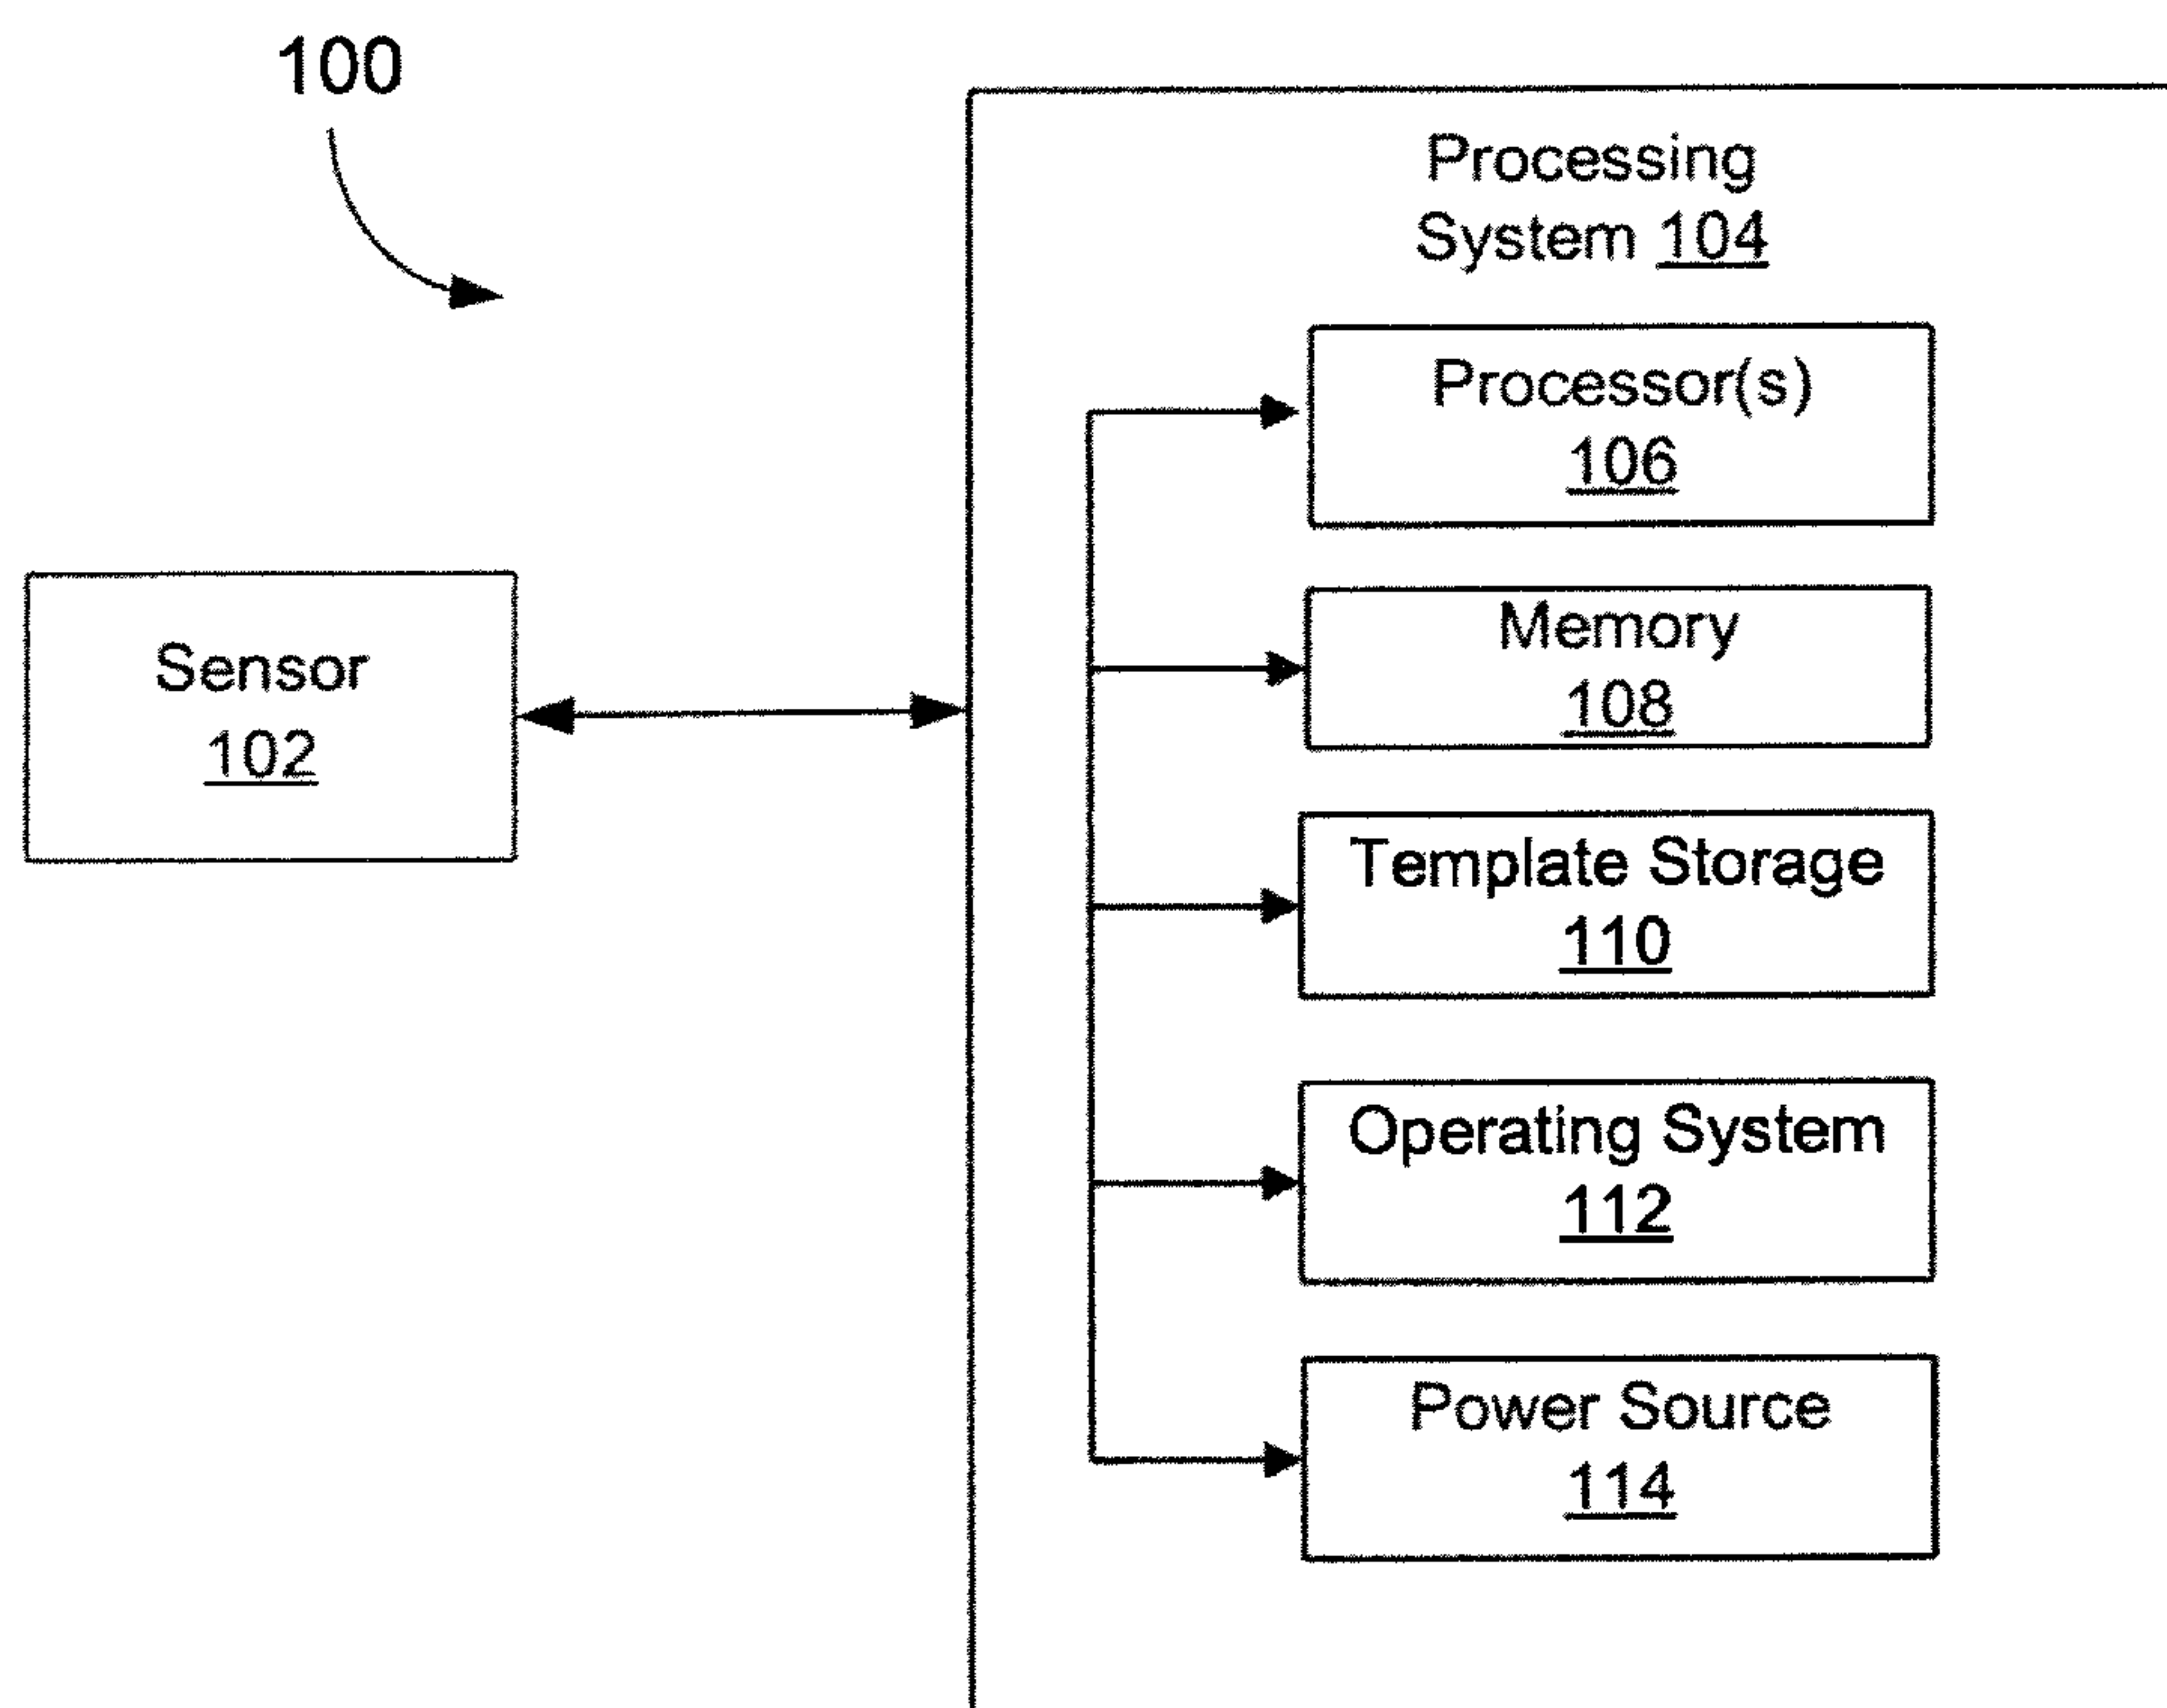 100
Processing
System 104
Processor(s)
106
Sensor
102
Memory
108
Template Storage
110
Operating System
112
Power Source
114